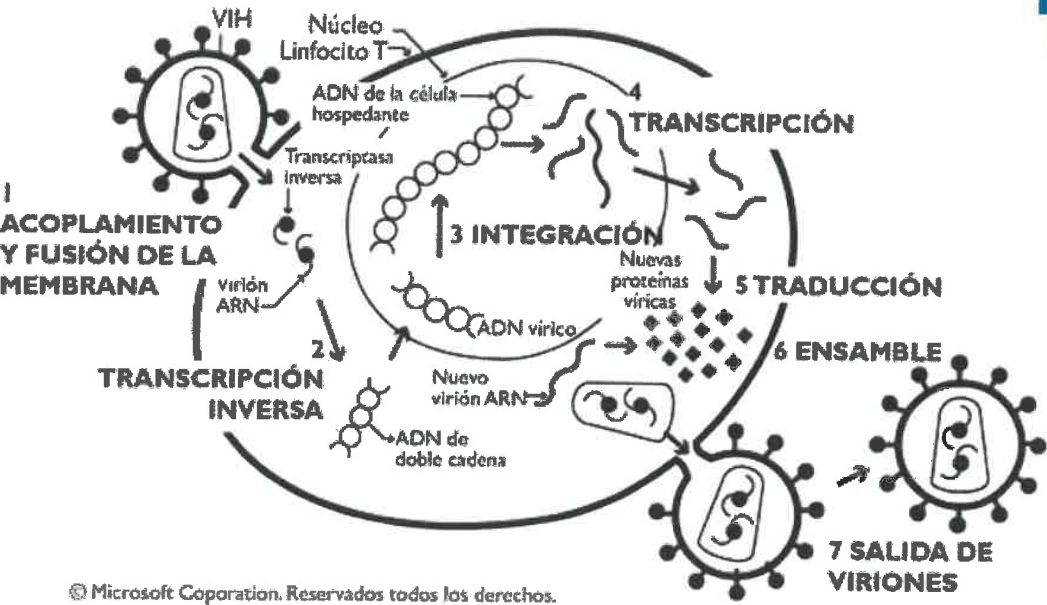 VIH
Núcleo
Linfocito T
ADN de la célula
hospedante
4
TRANSCRIPCIÓN
Transcriptasa
inversa
1
ACOPLAMIENTO
Y FUSIÓN DE LA
MEMBRANA
virión
ARN
3 INTEGRACIÓN
Nuevas
proteínas
víricas
5 TRADUCCIÓN
ADN vírico
2
TRANSCRIPCIÓN
INVERSA
6 ENSAMBLE
Nuevo
virión ARN
ADN de
doble cadena
7 SALIDA DE
VIRIONES
© Microsoft Coporation. Reservados todos los derechos.